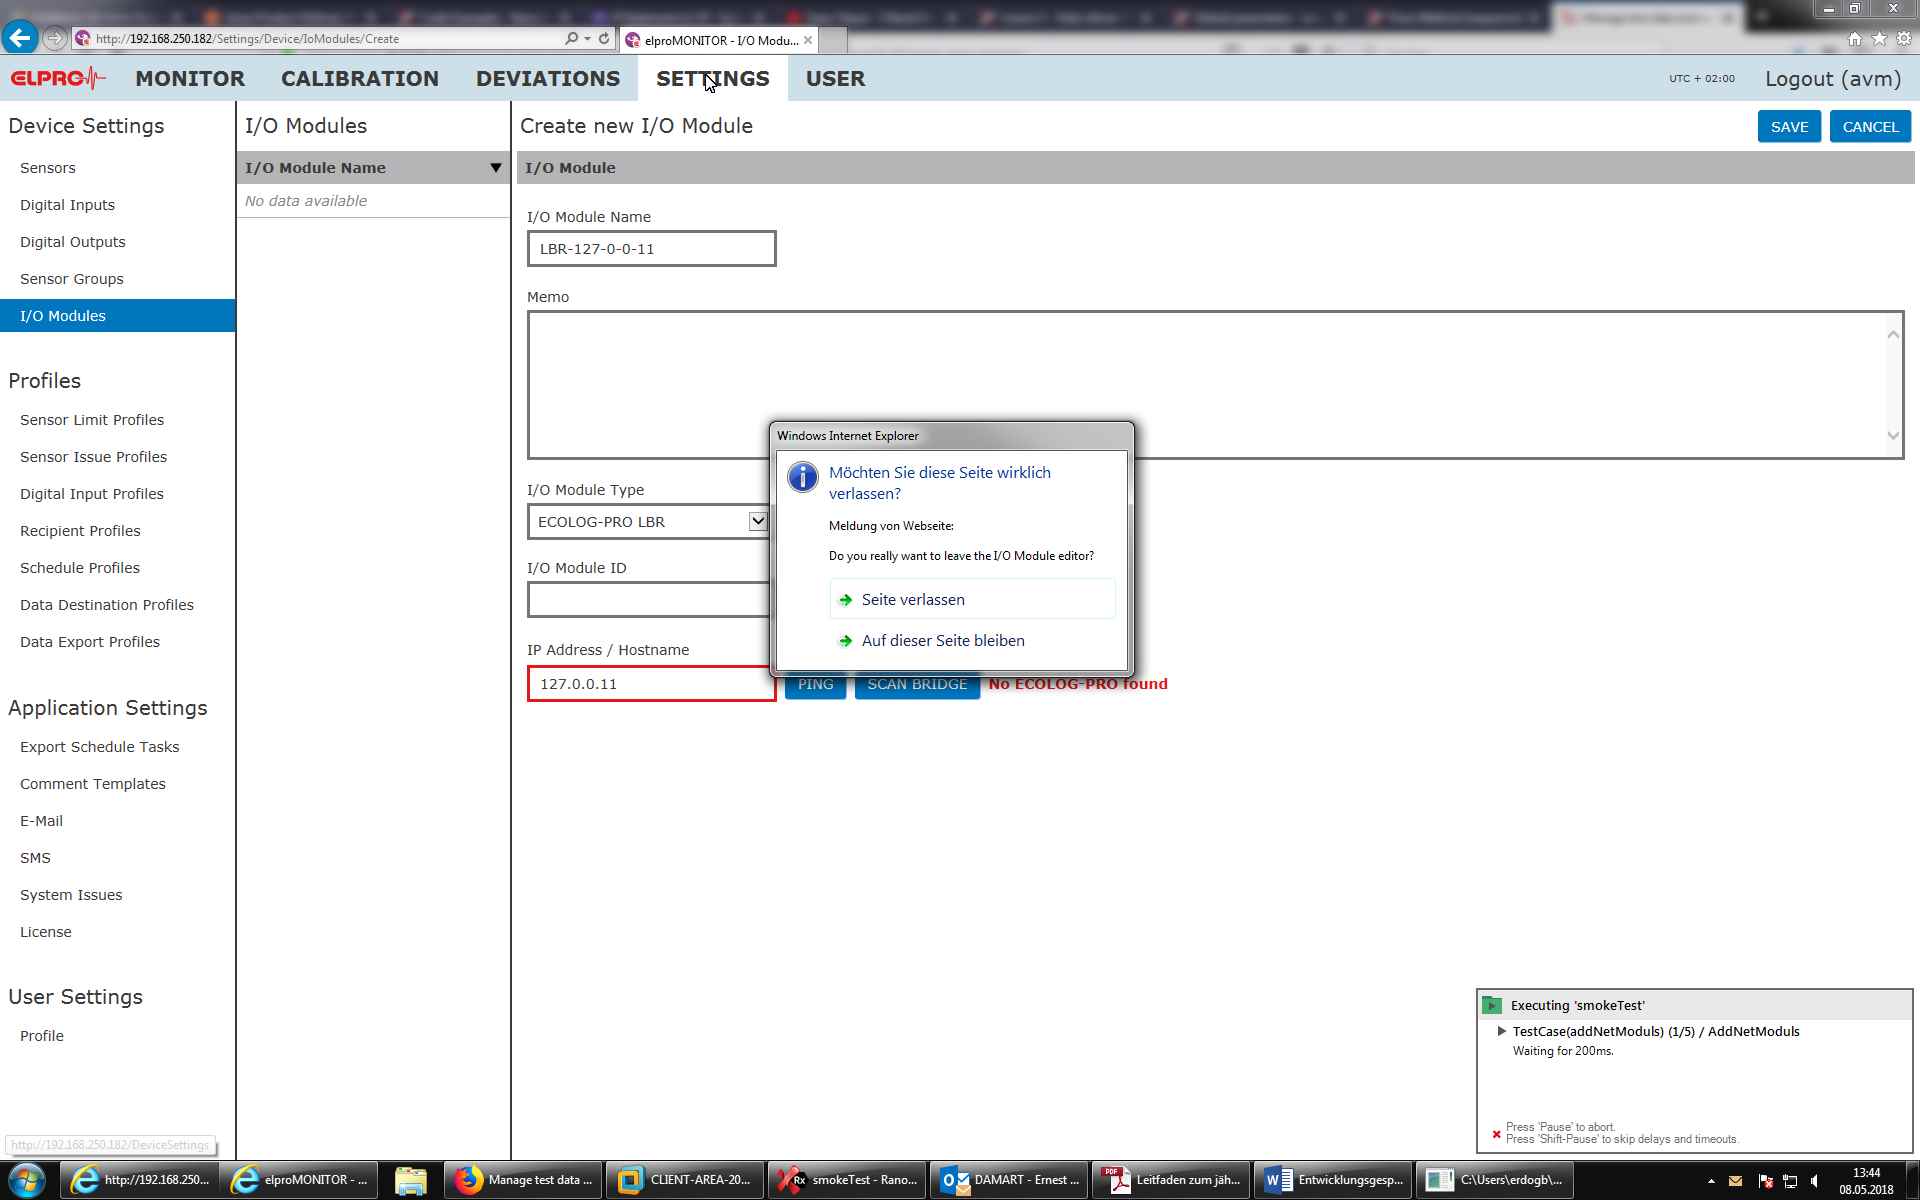 http://192.168.250.182/Settings/Device/IoModules/Create
elproMONITOR - I/O Modu...
ELPRO
MONITOR
CALIBRATION
DEVIATIONS
SETTINGS
USER
UTC + 02:00
Logout (avm)
Device Settings
Sensors
Digital Inputs
Digital Outputs
Sensor Groups
I/O Modules
Profiles
Sensor Limit Profiles
Sensor Issue Profiles
Digital Input Profiles
Recipient Profiles
Schedule Profiles
Data Destination Profiles
Data Export Profiles
Application Settings
Export Schedule Tasks
Comment Templates
E-Mail
SMS
System Issues
License
User Settings
Profile
http://192.168.250.182/DeviceSettings
I/O Modules
I/O Module Name
No data available
Create new I/O Module
SAVE
CANCEL
I/O Module
I/O Module Name
LBR-127-0-0-11
Memo
I/O Module Type
ECOLOG-PRO LBR
I/O Module ID
IP Address / Hostname
127.0.0.11
PING
SCAN BRIDGE
No ECOLOG-PRO found
Windows Internet Explorer
Möchten Sie diese Seite wirklich
verlassen?
Meldung von Webseite:
Do you really want to leave the I/O Module editor?
Seite verlassen
Auf dieser Seite bleiben
Executing 'smokeTest'
TestCase(addNetModuls) (1/5) / AddNetModuls
Waiting for 200ms.
Press 'Pause' to abort.
Press 'Shift-Pause' to skip delays and timeouts.
http://192.168.250...
elproMONITOR - ...
Manage test data ...
CLIENT-AREA-20...
Rx
smokeTest - Rano...
DAMART - Ernest ...
PDF
Leitfaden zum jäh...
Entwicklungsgesp...
C:\Users\erdogb\...
13:44
08.05.2018